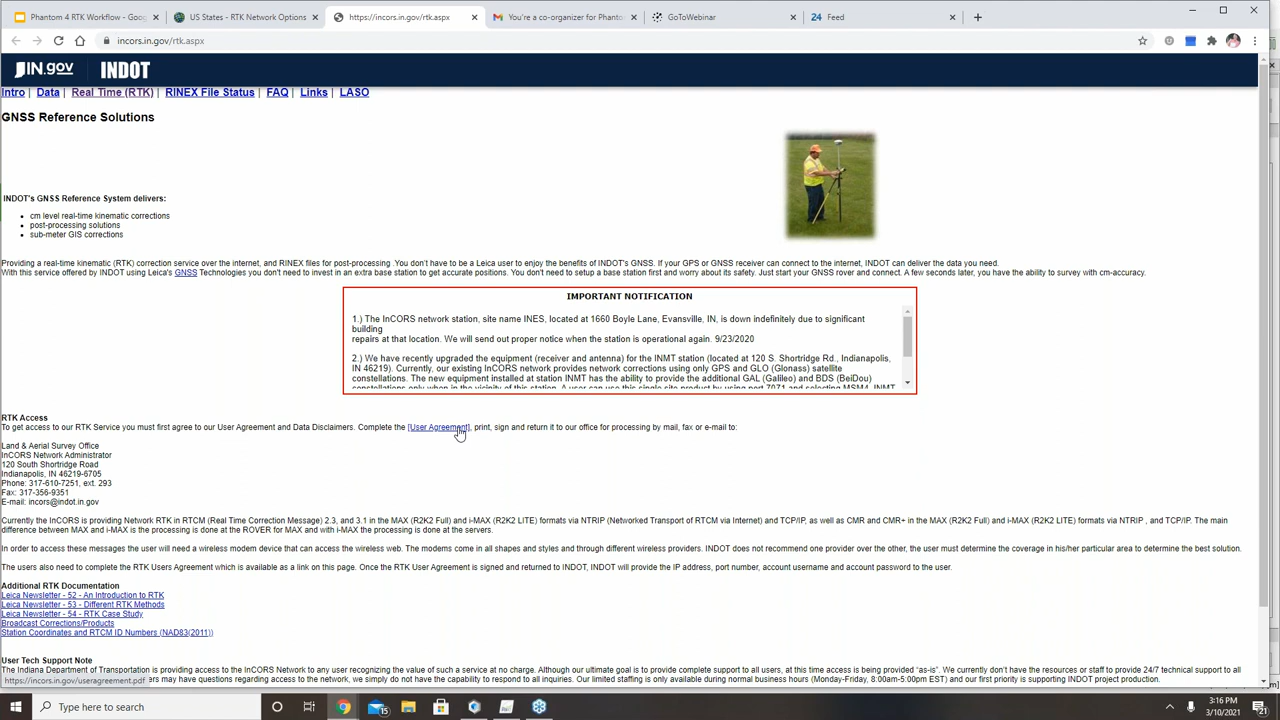 Phantom 4 RTK Workflow - Goog
US States - RTK Network Options
https://incors.in.gov/rtk.aspx
You're a co-organizer for Phanto
GoToWebinar
24 Feed
incors.in.gov/rtk.aspx
IN.gov INDOT
Intro | Data | Real Time (RTK) | RINEX File Status | FAQ | Links | LASO
GNSS Reference Solutions
INDOT's GNSS Reference System delivers:
• cm level real-time kinematic corrections
• post-processing solutions
• sub-meter GIS corrections
Providing a real-time kinematic (RTK) correction service over the internet, and RINEX files for post-processing .You don't have to be a Leica user to enjoy the benefits of INDOT's GNSS. If your GPS or GNSS receiver can connect to the internet, INDOT can deliver the data you need.
With this service offered by INDOT using Leica's GNSS Technologies you don't need to invest in an extra base station to get accurate positions. You don't need to setup a base station first and worry about its safety. Just start your GNSS rover and connect. A few seconds later, you have the ability to survey with cm-accuracy.
IMPORTANT NOTIFICATION
1.) The InCORS network station, site name INES, located at 1660 Boyle Lane, Evansville, IN, is down indefinitely due to significant
building
repairs at that location. We will send out proper notice when the station is operational again. 9/23/2020
2.) We have recently upgraded the equipment (receiver and antenna) for the INMT station (located at 120 S. Shortridge Rd., Indianapolis,
IN 46219). Currently, our existing InCORS network provides network corrections using only GPS and GLO (Glonass) satellite
constellations. The new equipment installed at station INMT has the ability to provide the additional GAL (Galileo) and BDS (BeiDou)
constellations only when in the vicinity of this station. A user can use this single site product by using port 7071 and selecting MSM4_INMT
RTK Access
To get access to our RTK Service you must first agree to our User Agreement and Data Disclaimers. Complete the [User Agreement], print, sign and return it to our office for processing by mail, fax or e-mail to:
Land & Aerial Survey Office
InCORS Network Administrator
120 South Shortridge Road
Indianapolis, IN 46219-6705
Phone: 317-610-7251, ext. 293
Fax: 317-356-9351
E-mail: incors@indot.in.gov
Currently the InCORS is providing Network RTK in RTCM (Real Time Correction Message) 2.3, and 3.1 in the MAX (R2K2 Full) and i-MAX (R2K2 LITE) formats via NTRIP (Networked Transport of RTCM via Internet) and TCP/IP, as well as CMR and CMR+ in the MAX (R2K2 Full) and i-MAX (R2K2 LITE) formats via NTRIP , and TCP/IP. The main
difference between MAX and i-MAX is the processing is done at the ROVER for MAX and with i-MAX the processing is done at the servers.
In order to access these messages the user will need a wireless modem device that can access the wireless web. The modems come in all shapes and styles and through different wireless providers. INDOT does not recommend one provider over the other, the user must determine the coverage in his/her particular area to determine the best solution.
The users also need to complete the RTK Users Agreement which is available as a link on this page. Once the RTK User Agreement is signed and returned to INDOT, INDOT will provide the IP address, port number, account username and account password to the user.
Additional RTK Documentation
Leica Newsletter - 52 - An Introduction to RTK
Leica Newsletter - 53 - Different RTK Methods
Leica Newsletter - 54 - RTK Case Study
Broadcast Corrections/Products
Station Coordinates and RTCM ID Numbers (NAD83(2011))
User Tech Support Note
The Indiana Department of Transportation is providing access to the InCORS Network to any user recognizing the value of such a service at no charge. Although our ultimate goal is to provide complete support to all users, at this time access is being provided "as-is". We currently don't have the resources or staff to provide 24/7 technical support to all
https://incors.in.gov/useragreement.pdf ers may have questions regarding access to the network, we simply do not have the capability to respond to all inquiries. Our limited staffing is only available during normal business hours (Monday-Friday, 8:00am-5:00pm EST) and our first priority is supporting INDOT project production.
Type here to search
15
3:16 PM
3/10/2021
21